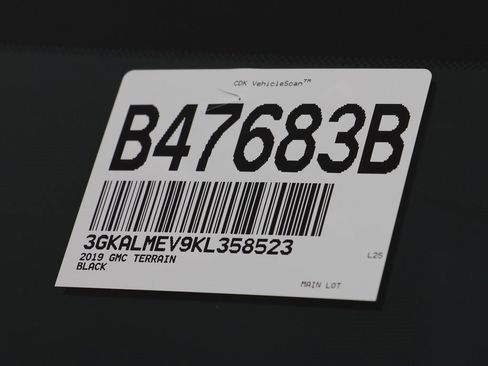 CDK VehicleScan™
B47683B
3GKALMEV9KL358523
2019 GMC TERRAIN
BLACK
L25
MAIN LOT